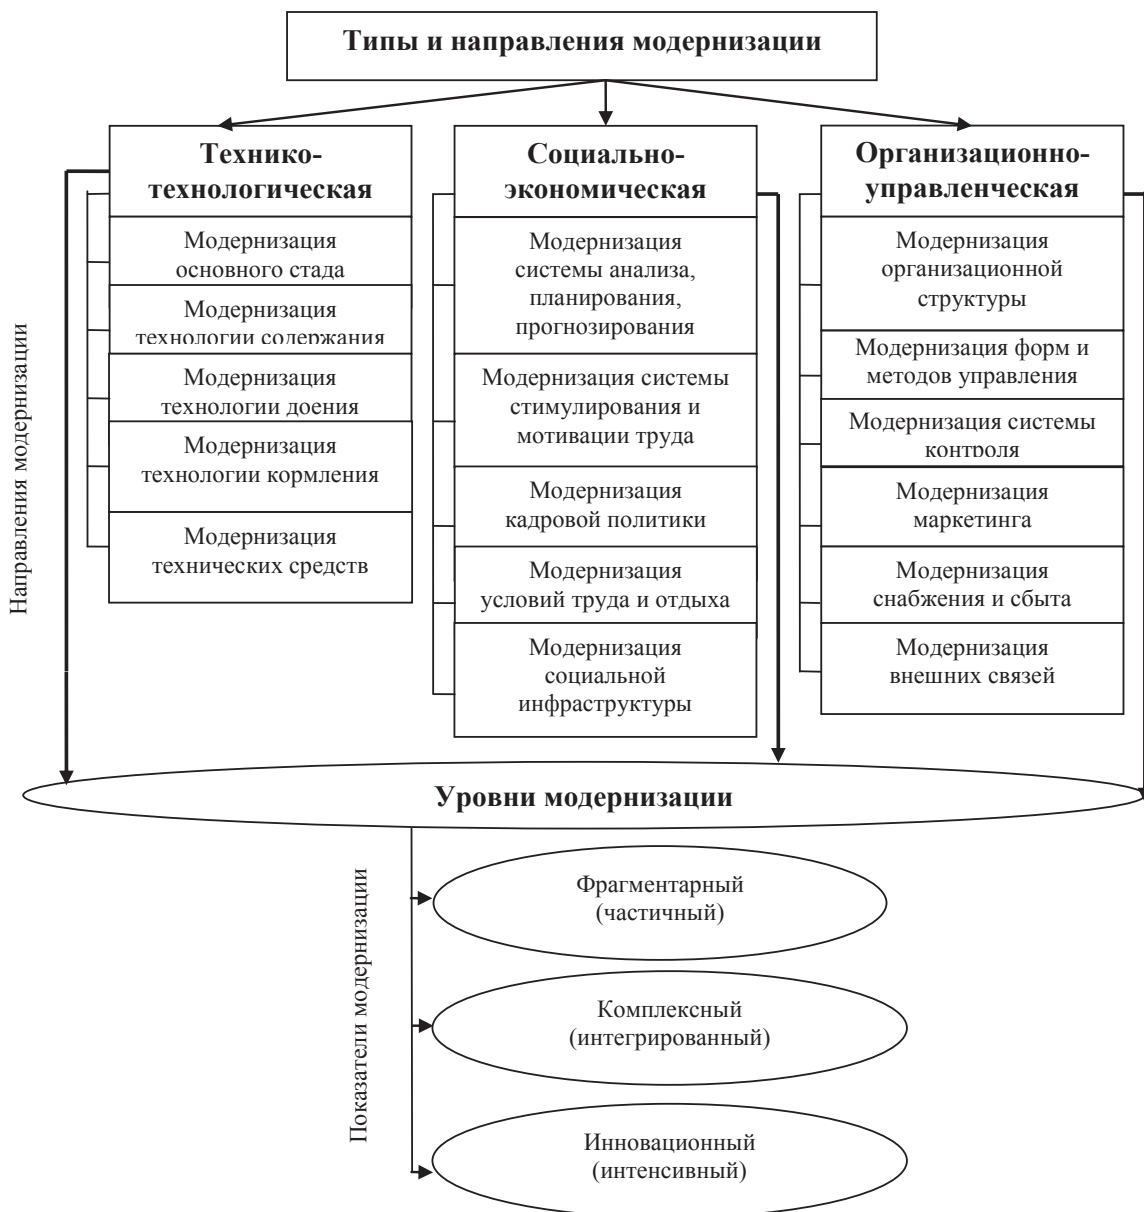 Типы и направления модернизации
Технико-
технологическая
Модернизация
основного стада
Модернизация
технологии содержания
Модернизация
технологии доения
Модернизация
технологии кормления
Модернизация
технических средств
Социально-
экономическая
Модернизация
системы анализа,
планирования,
прогнозирования
Модернизация системы
стимулирования и
мотивации труда
Модернизация
кадровой политики
Модернизация
условий труда и отдыха
Модернизация
социальной
инфраструктуры
Организационно-
управленческая
Модернизация
организационной
структуры
Модернизация форм и
методов управления
Модернизация системы
контроля
Модернизация
маркетинга
Модернизация
снабжения и сбыта
Модернизация
внешних связей
Направления модернизации
Уровни модернизации
Показатели модернизации
Фрагментарный
(частичный)
Комплексный
(интегрированный)
Инновационный
(интенсивный)